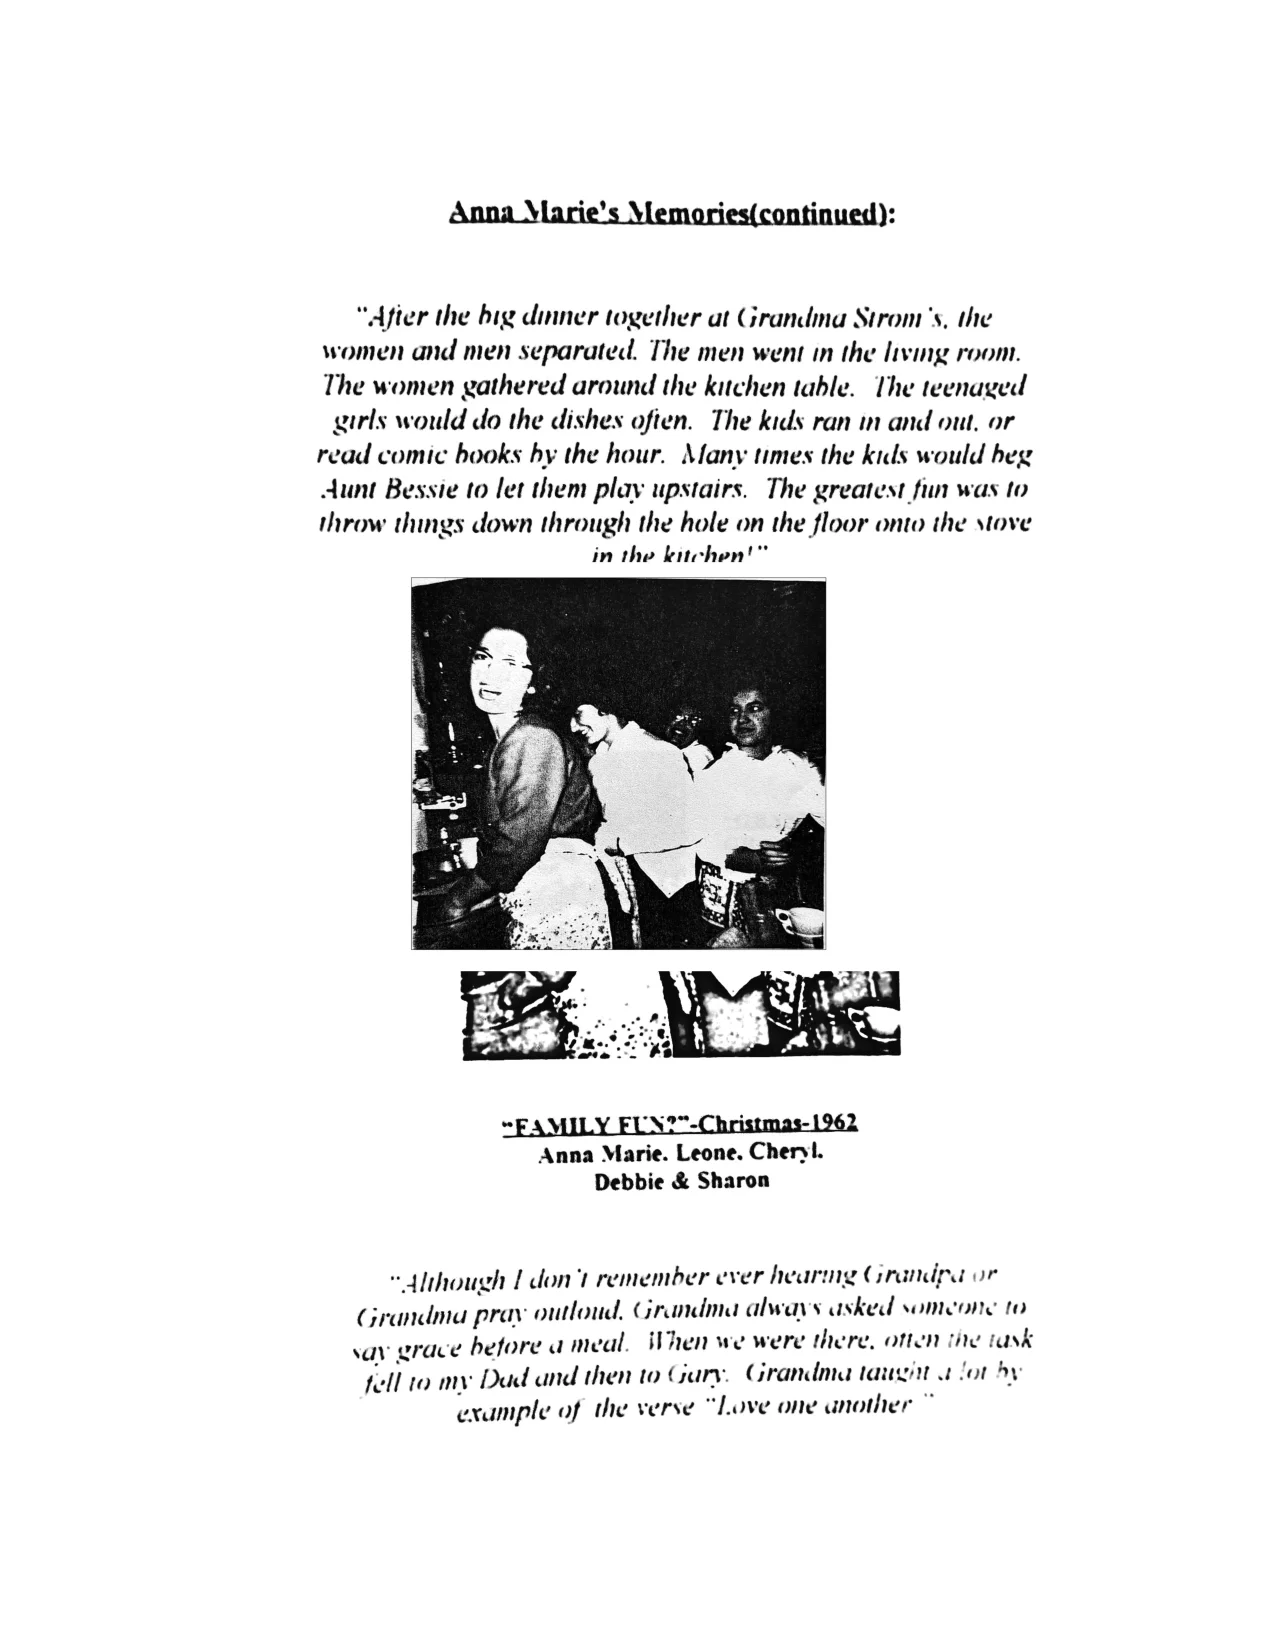 Anna Marie's Memories(continued):
"After the big dinner together at Grandma Strom's, the
women and men separated. The men went in the living room.
The women gathered around the kitchen table. The teenaged
girls would do the dishes often. The kids ran in and out, or
read comic books by the hour. Many times the kids would beg
Aunt Bessie to let them play upstairs. The greatest fun was to
throw things down through the hole on the floor onto the stove
in the kitchen!"
"FAMILY FUN?"-Christmas-1962
Anna Marie, Leone, Cheryl,
Debbie & Sharon
"Although I don't remember ever hearing Grandpa or
Grandma pray outloud, Grandma always asked someone to
say grace before a meal. When we were there, often the task
fell to my Dad and then to Gary. Grandma taught a lot by
example of the verse "Love one another "